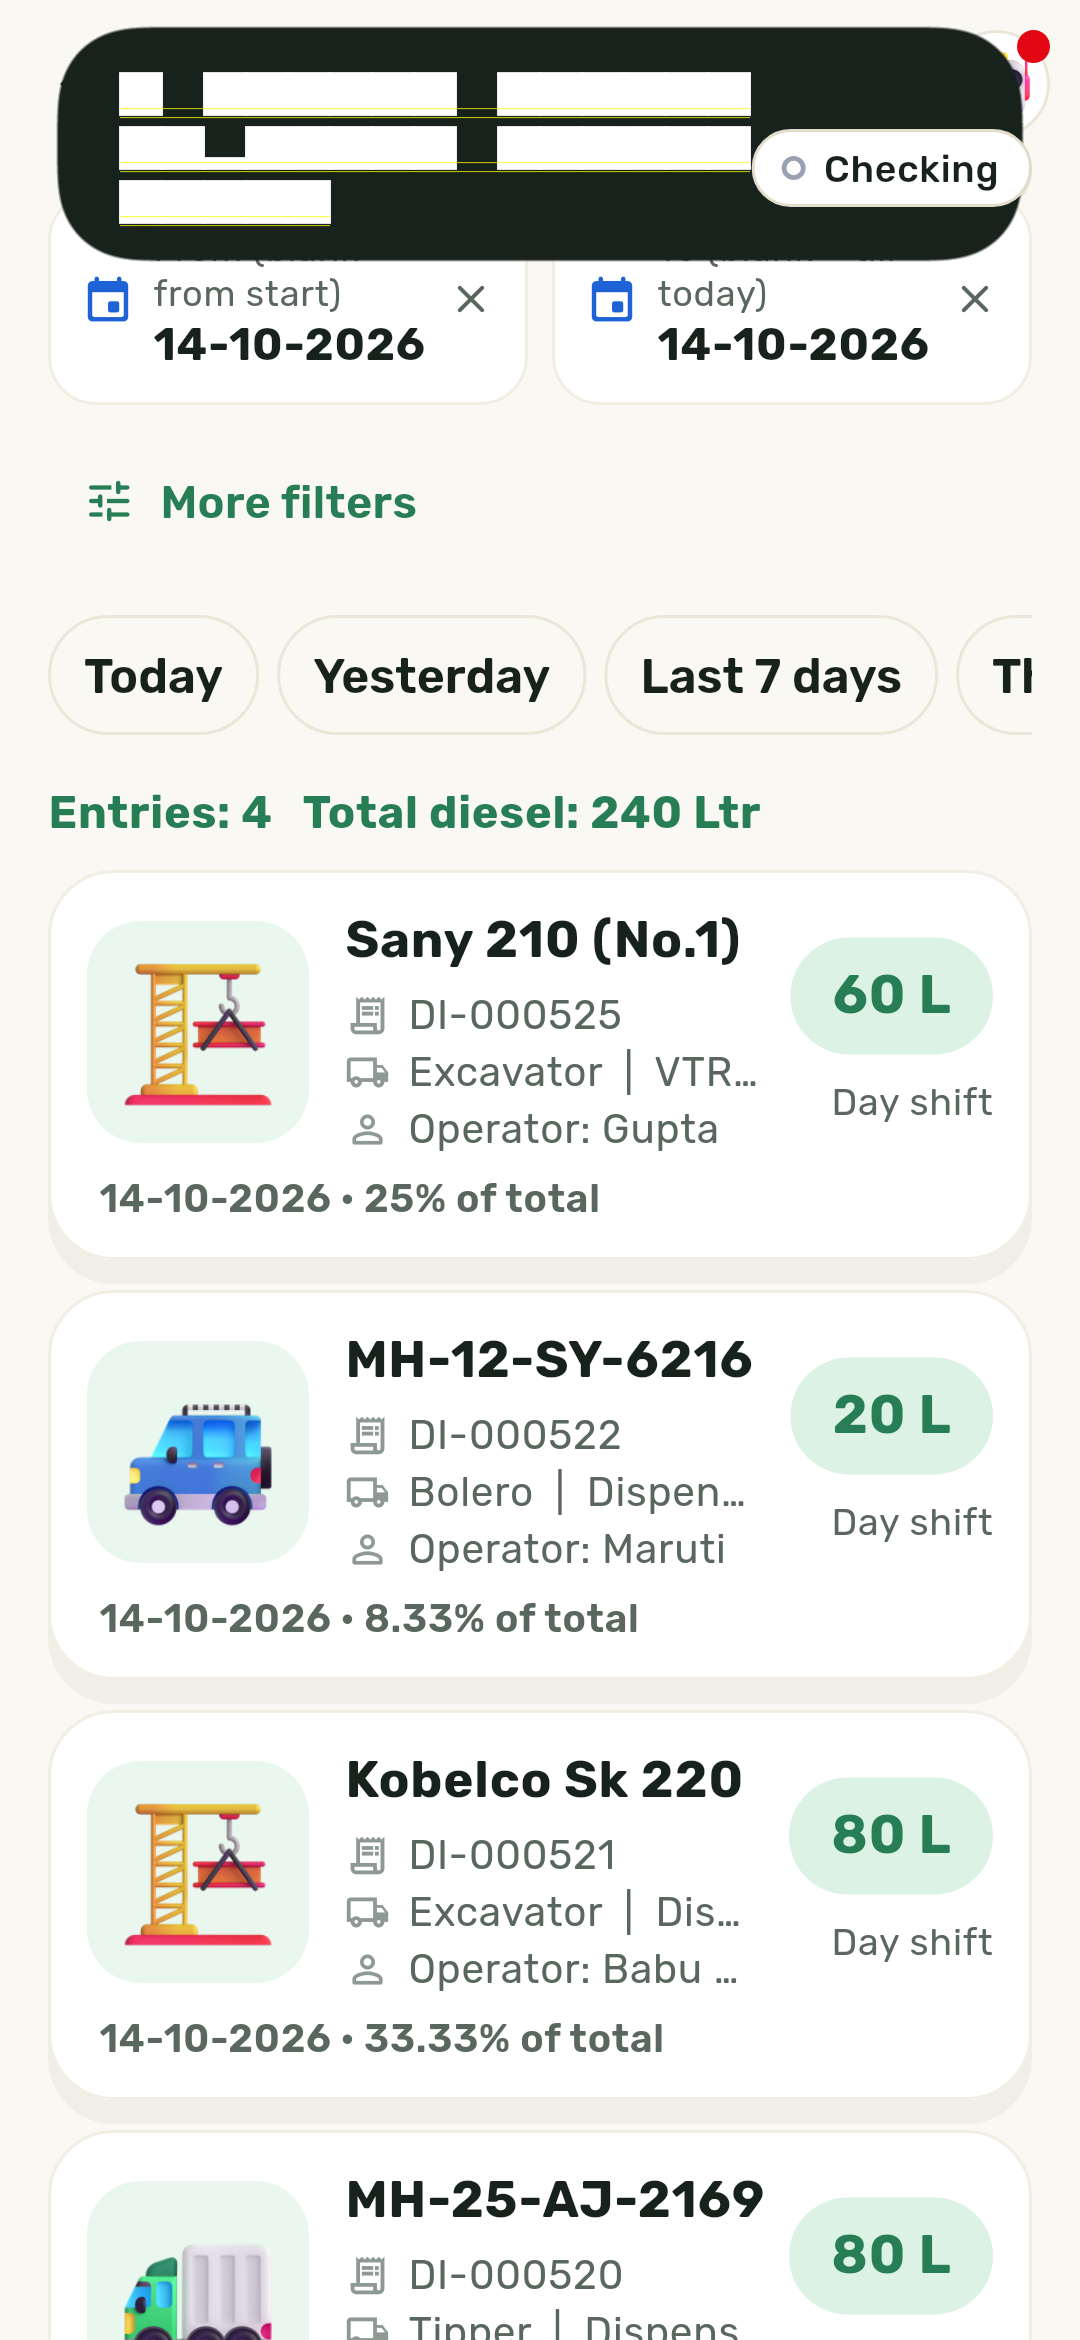 Checking
from start)
14-10-2026
today)
14-10-2026
More filters
Today
Yesterday
Last 7 days
Entries: 4 Total diesel: 240 Ltr
Sany 210 (No.1)
DI-000525
Excavator | VTR...
Operator: Gupta
60 L
Day shift
14-10-2026 • 25% of total
MH-12-SY-6216
DI-000522
Bolero | Dispen...
Operator: Maruti
20 L
Day shift
14-10-2026 • 8.33% of total
Kobelco Sk 220
DI-000521
Excavator | Dis...
Operator: Babu ...
80 L
Day shift
14-10-2026 • 33.33% of total
MH-25-AJ-2169
DI-000520
Tipper | Dispens
80 L